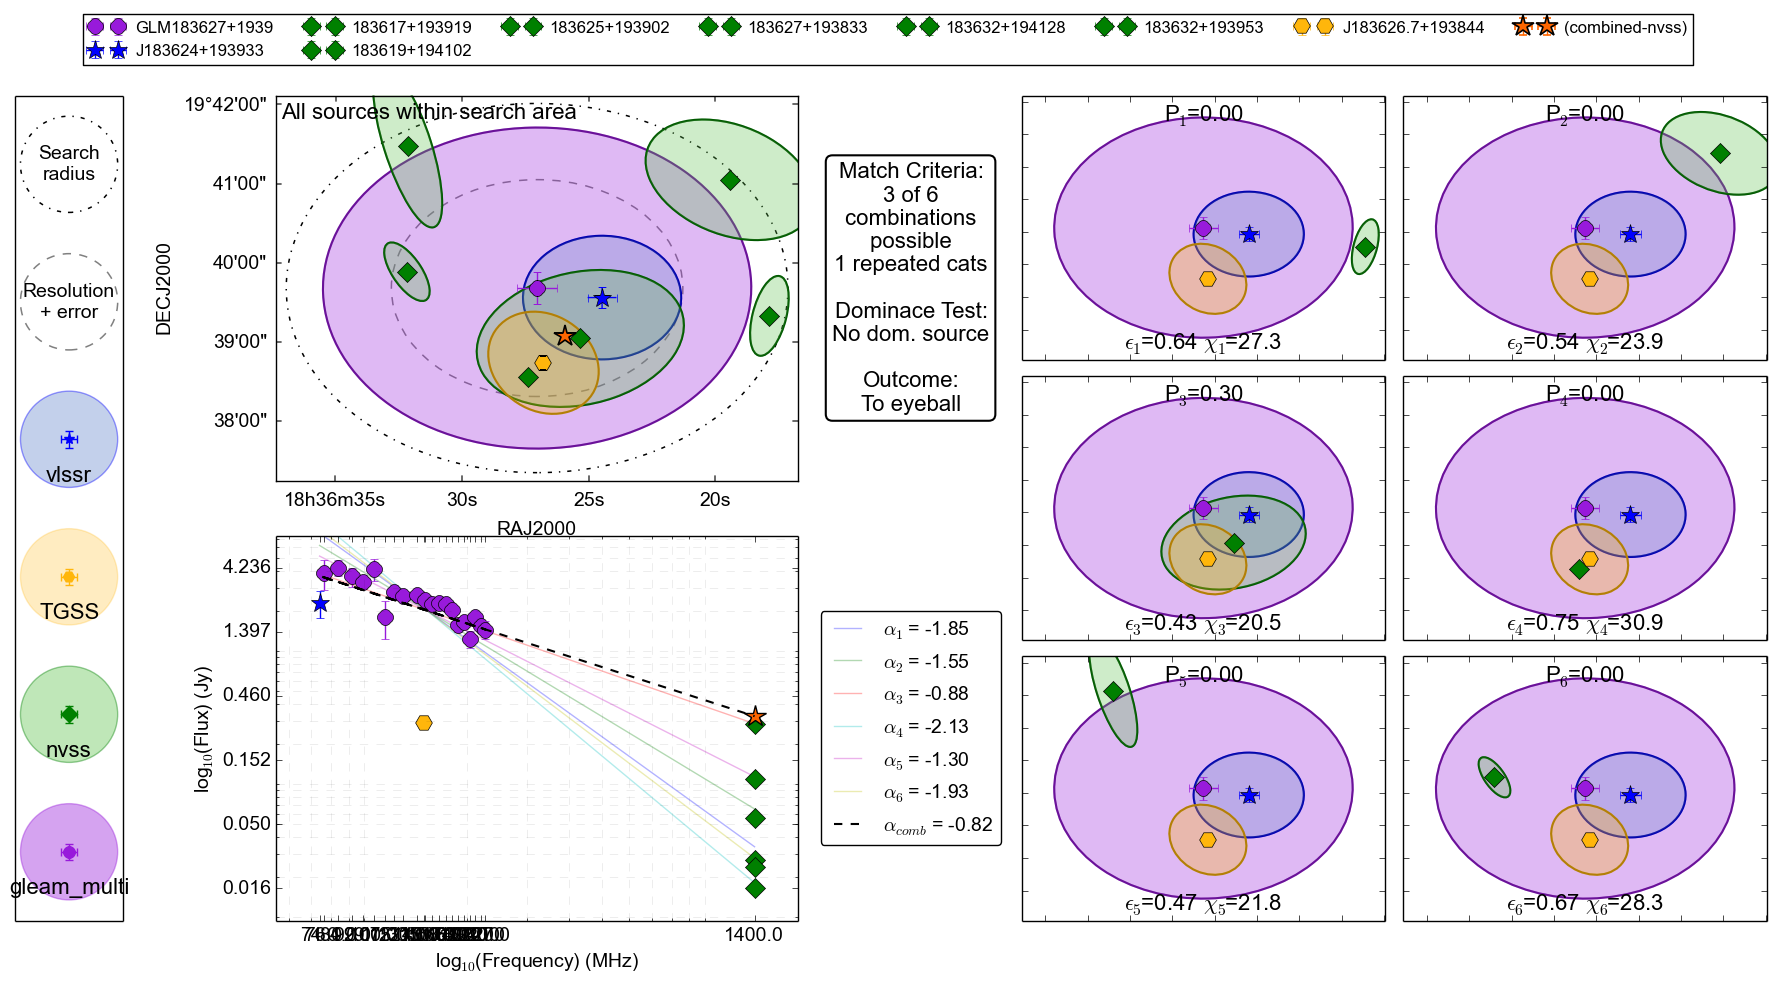 GLM183627+1939
183617+193919
183625+193902
183627+193833
183632+194128
183632+193953
J183626.7+193844
(combined-nvss)
J183624+193933
183619+194102
Search
radius
Resolution
+ error
vlssr
TGSS
nvss
gleam_multi
All sources within search area
19°42'00"
41'00"
40'00"
39'00"
38'00"
DECJ2000
18h36m35s
30s
25s
20s
RAJ2000
4.236
1.397
0.460
0.152
0.050
0.016
log10(Flux) (Jy)
1400.0
log10(Frequency) (MHz)
Match Criteria:
3 of 6
combinations
possible
1 repeated cats
Dominace Test:
No dom. source
Outcome:
To eyeball
α1 = -1.85
α2 = -1.55
α3 = -0.88
α4 = -2.13
α5 = -1.30
α6 = -1.93
αcomb = -0.82
P1=0.00
ϵ1=0.64 χ1=27.3
P2=0.00
ϵ2=0.54 χ2=23.9
P3=0.30
ϵ3=0.43 χ3=20.5
P4=0.00
ϵ4=0.75 χ4=30.9
P5=0.00
ϵ5=0.47 χ5=21.8
P6=0.00
ϵ6=0.67 χ6=28.3